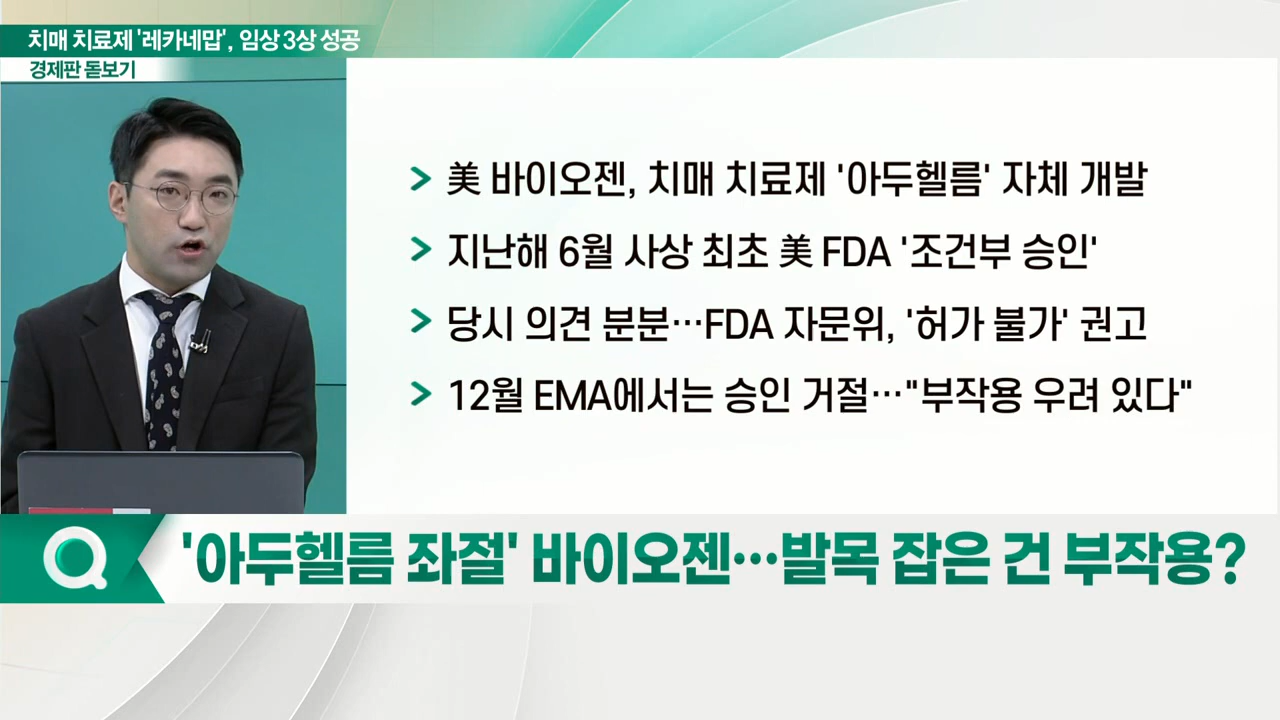 치매 치료제 '레카네맙', 임상 3상 성공
경제판 돋보기
> 美 바이오젠, 치매 치료제 '아두헬름' 자체 개발
> 지난해 6월 사상 최초 美 FDA '조건부 승인'
> 당시 의견 분분…FDA 자문위, '허가 불가' 권고
> 12월 EMA에서는 승인 거절…"부작용 우려 있다"
Q '아두헬름 좌절' 바이오젠…발목 잡은 건 부작용?